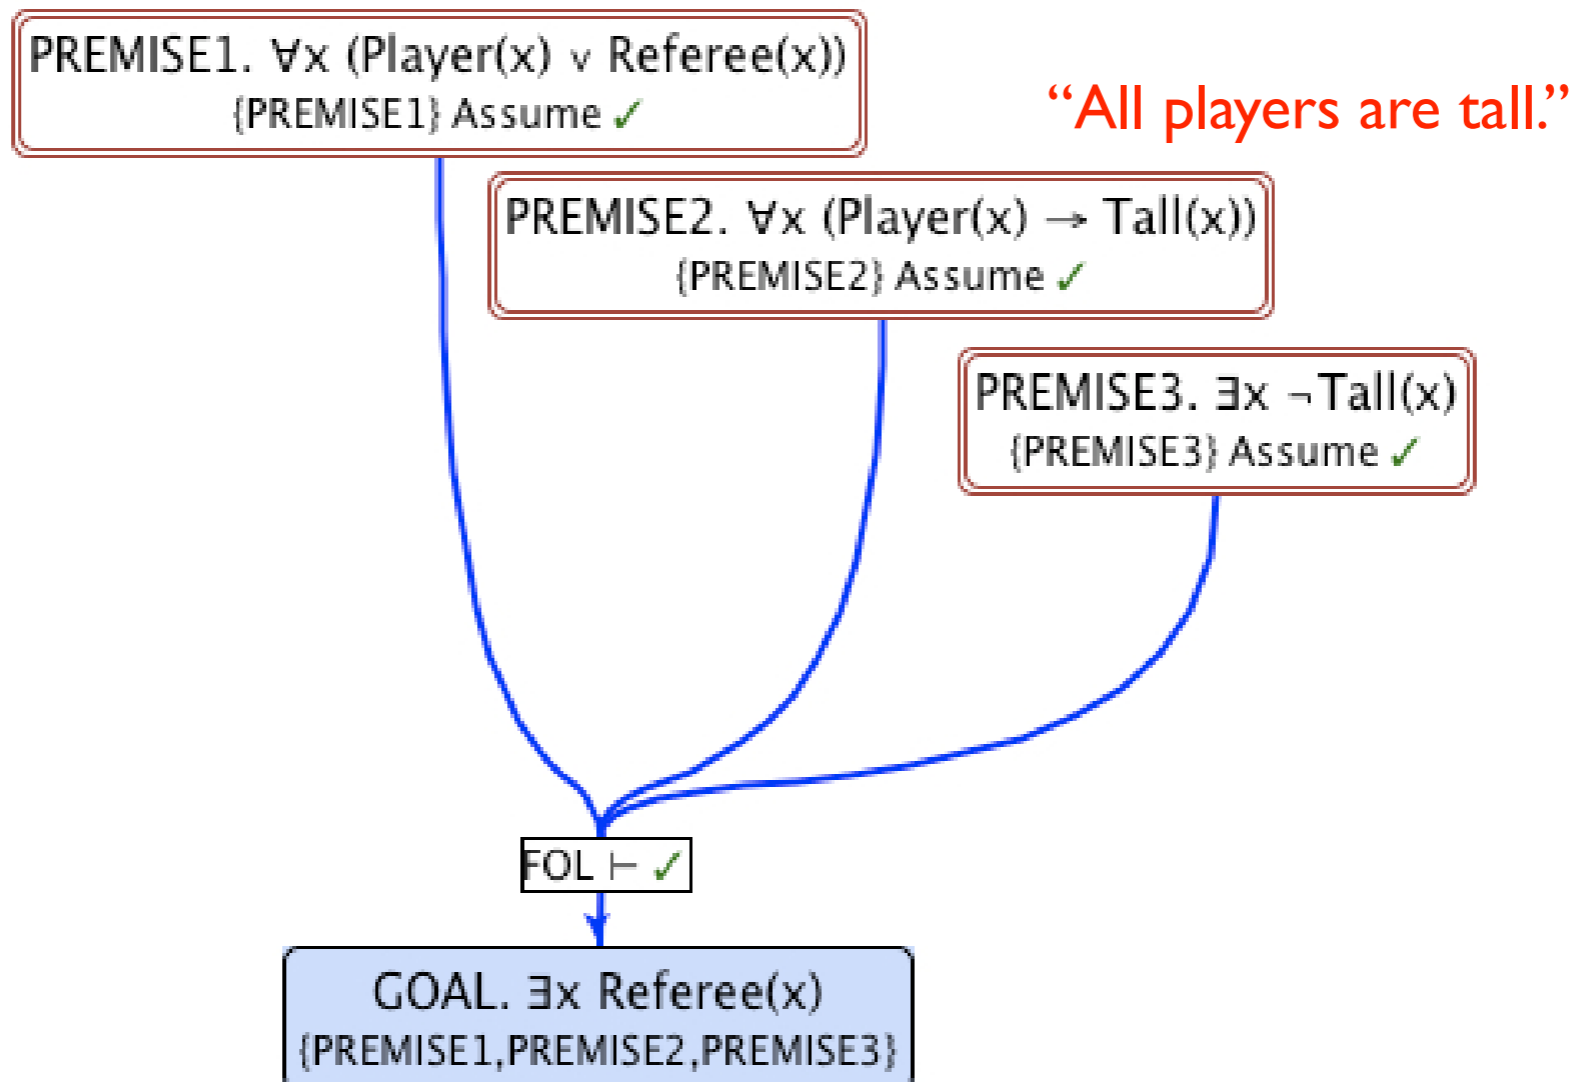 PREMISE1. ∀x (Player(x) ∨ Referee(x))
{PREMISE1} Assume ✓
“All players are tall.”
PREMISE2. ∀x (Player(x) → Tall(x))
{PREMISE2} Assume ✓
PREMISE3. ∃x ¬Tall(x)
{PREMISE3} Assume ✓
FOL ⊢ ✓
GOAL. ∃x Referee(x)
{PREMISE1,PREMISE2,PREMISE3}